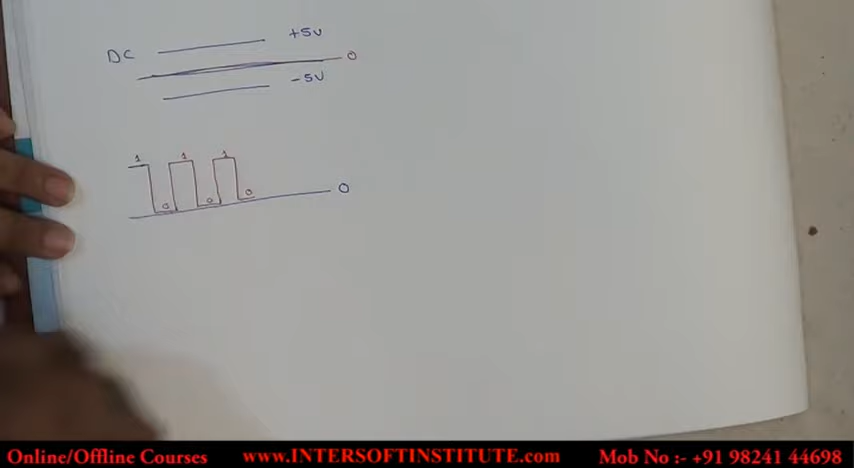 +5V
DC
0
-5V
1 1 1
0 0 0
0
Online/Offline Courses www.INTERSOFTINSTITUTE.com Mob No :- +91 98241 44698